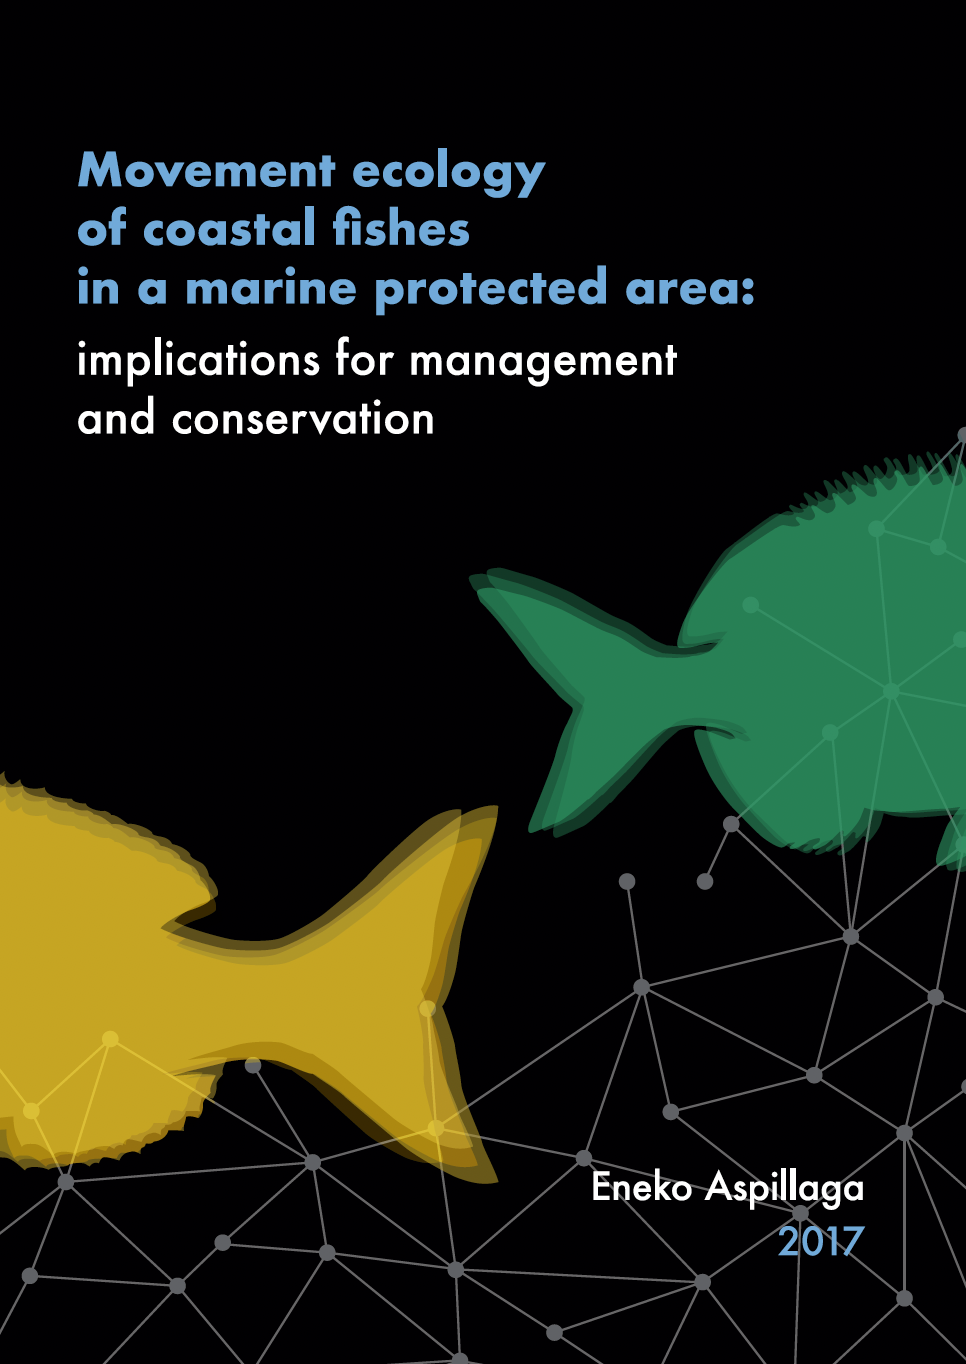 Movement ecology
of coastal fishes
in a marine protected area:
implications for management
and conservation
Eneko Aspillaga
2017